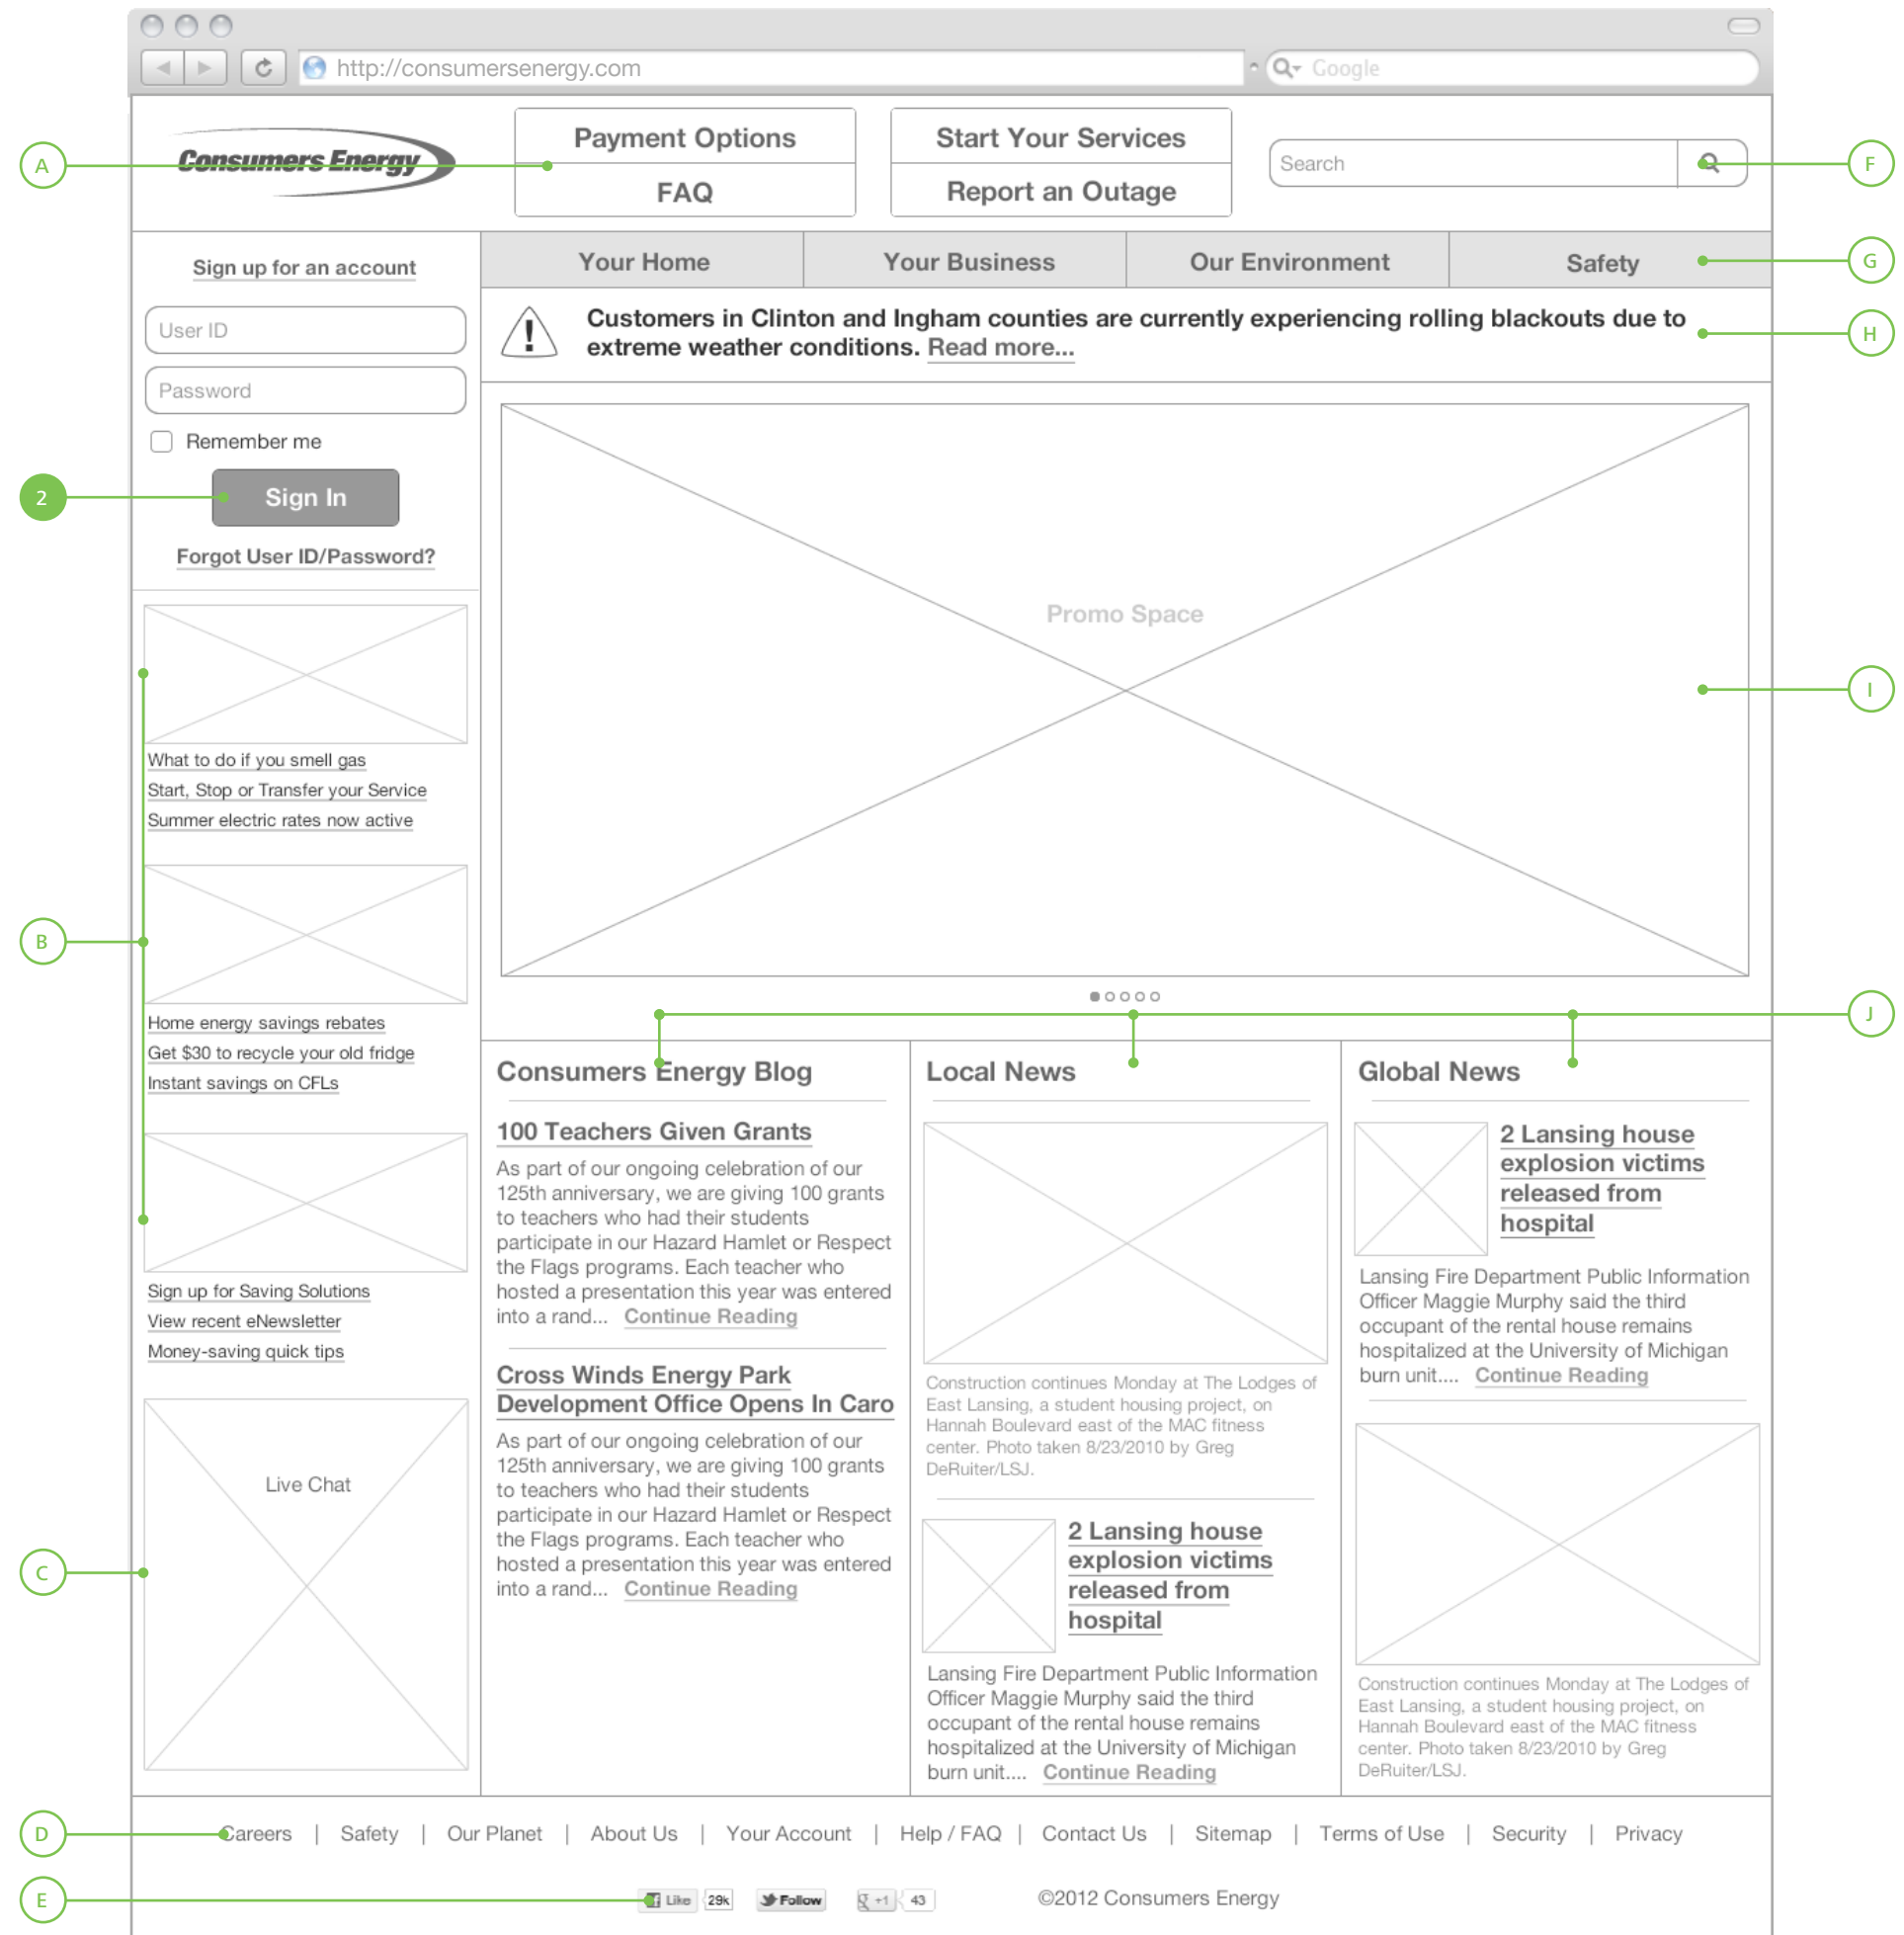 http://consumersenergy.com
Google
A
Consumers Energy
Payment Options
FAQ
Start Your Services
Report an Outage
Search
F
Sign up for an account
User ID
Password
Remember me
2
Sign In
Forgot User ID/Password?
Your Home
Your Business
Our Environment
Safety
G
Customers in Clinton and Ingham counties are currently experiencing rolling blackouts due to
extreme weather conditions. Read more...
H
Promo Space
I
What to do if you smell gas
Start, Stop or Transfer your Service
Summer electric rates now active
B
Home energy savings rebates
Get $30 to recycle your old fridge
Instant savings on CFLs
Sign up for Saving Solutions
View recent eNewsletter
Money-saving quick tips
Live Chat
C
J
Consumers Energy Blog
100 Teachers Given Grants
As part of our ongoing celebration of our
125th anniversary, we are giving 100 grants
to teachers who had their students
participate in our Hazard Hamlet or Respect
the Flags programs. Each teacher who
hosted a presentation this year was entered
into a rand... Continue Reading
Cross Winds Energy Park
Development Office Opens In Caro
As part of our ongoing celebration of our
125th anniversary, we are giving 100 grants
to teachers who had their students
participate in our Hazard Hamlet or Respect
the Flags programs. Each teacher who
hosted a presentation this year was entered
into a rand... Continue Reading
Local News
Construction continues Monday at The Lodges of
East Lansing, a student housing project, on
Hannah Boulevard east of the MAC fitness
center. Photo taken 8/23/2010 by Greg
DeRuiter/LSJ.
2 Lansing house
explosion victims
released from
hospital
Lansing Fire Department Public Information
Officer Maggie Murphy said the third
occupant of the rental house remains
hospitalized at the University of Michigan
burn unit.... Continue Reading
Global News
2 Lansing house
explosion victims
released from
hospital
Lansing Fire Department Public Information
Officer Maggie Murphy said the third
occupant of the rental house remains
hospitalized at the University of Michigan
burn unit.... Continue Reading
Construction continues Monday at The Lodges of
East Lansing, a student housing project, on
Hannah Boulevard east of the MAC fitness
center. Photo taken 8/23/2010 by Greg
DeRuiter/LSJ.
D
Careers | Safety | Our Planet | About Us | Your Account | Help / FAQ | Contact Us | Sitemap | Terms of Use | Security | Privacy
E
Like 29k Follow +1 43 ©2012 Consumers Energy